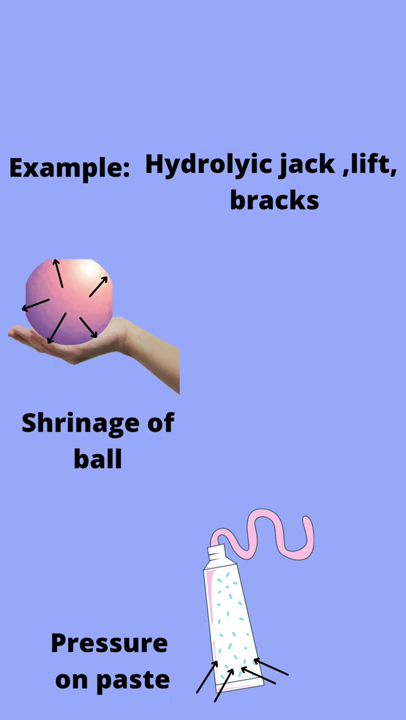 Example: Hydrolyic jack ,lift,
bracks
Shrinage of
ball
Pressure
on paste